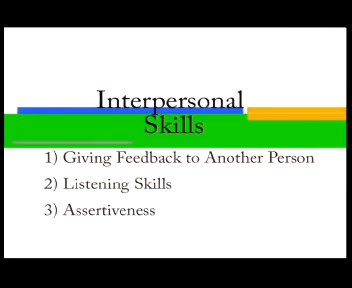 Interpersonal
Skills
1) Giving Feedback to Another Person
2) Listening Skills
3) Assertiveness